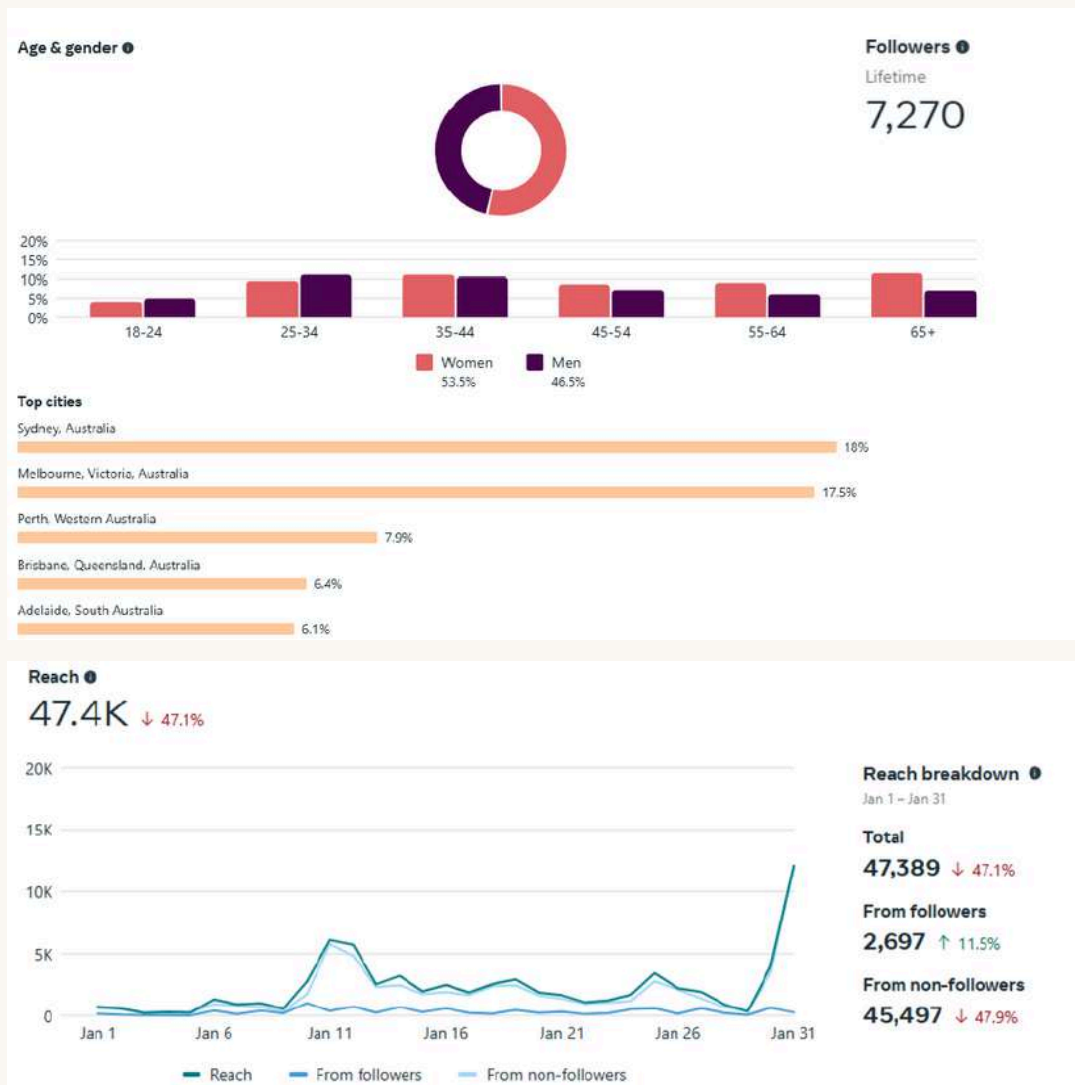 Age & gender
Followers
Lifetime
7,270
20%
15%
10%
5%
0%
18-24 25-34 35-44 45-54 55-64 65+
Women Men
53.5% 46.5%
Top cities
Sydney, Australia
18%
Melbourne, Victoria, Australia
17.5%
Perth, Western Australia
7.9%
Brisbane, Queensland, Australia
6.4%
Adelaide, South Australia
6.1%
Reach
47.4K ↓ 47.1%
20K
15K
10K
5K
0
Jan 1 Jan 6 Jan 11 Jan 16 Jan 21 Jan 26 Jan 31
Reach From followers From non-followers
Reach breakdown
Jan 1 – Jan 31
Total
47,389 ↓ 47.1%
From followers
2,697 ↑ 11.5%
From non-followers
45,497 ↓ 47.9%